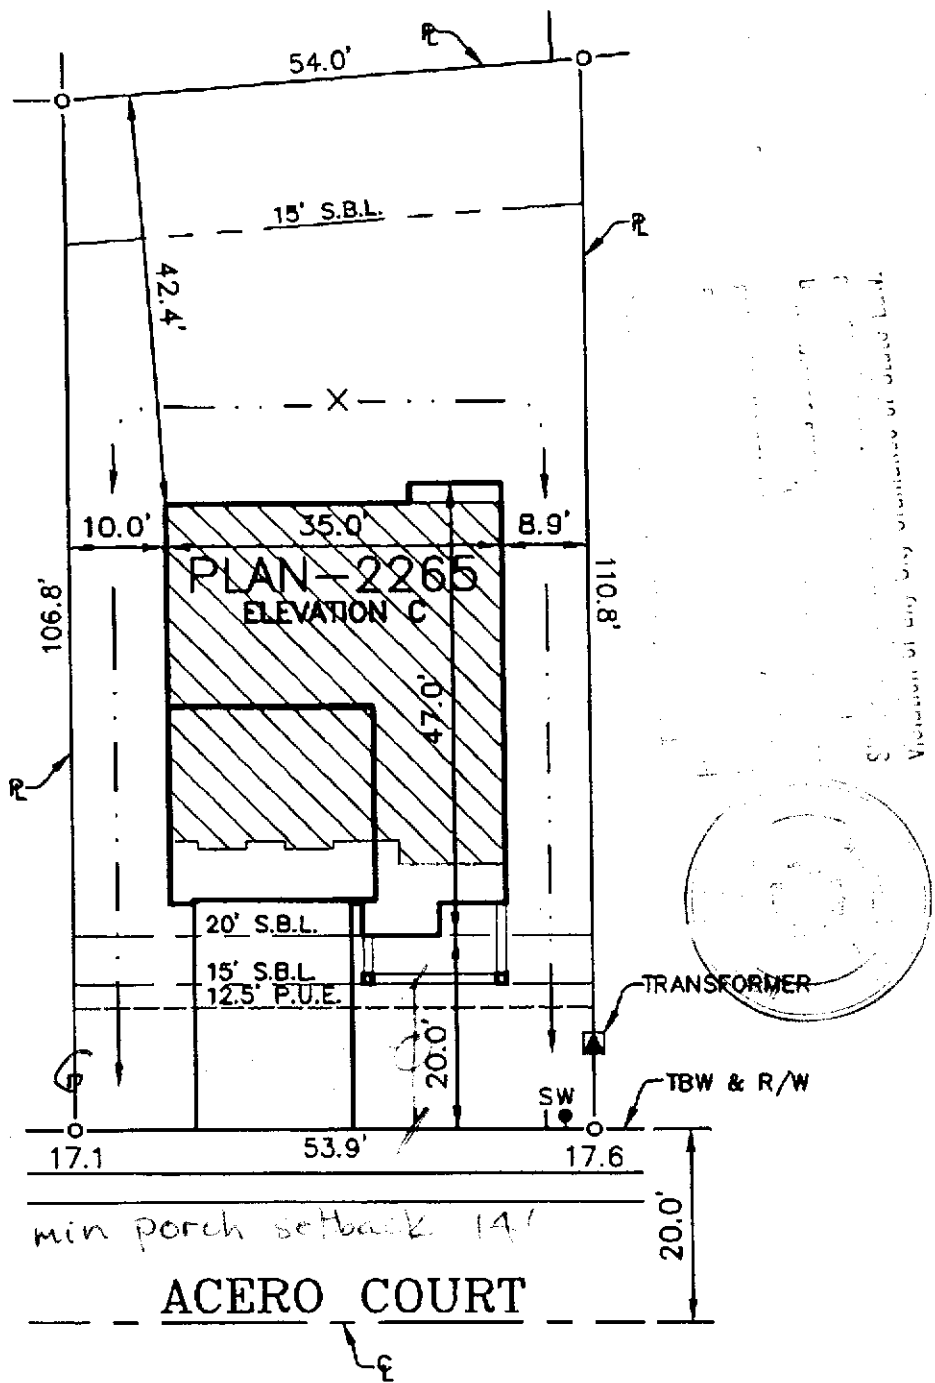 54.0'
℄
15' S.B.L.
℄
42.4'
X
10.0'
35.0'
8.9'
PLAN-2265
ELEVATION C
106.8'
110.8'
47.0'
℄
20' S.B.L.
15' S.B.L.
12.5' P.U.E.
TRANSFORMER
G
20.0'
SW
TBW & R/W
17.1
53.9'
17.6
20.0'
min porch setback 14'
ACERO COURT
℄